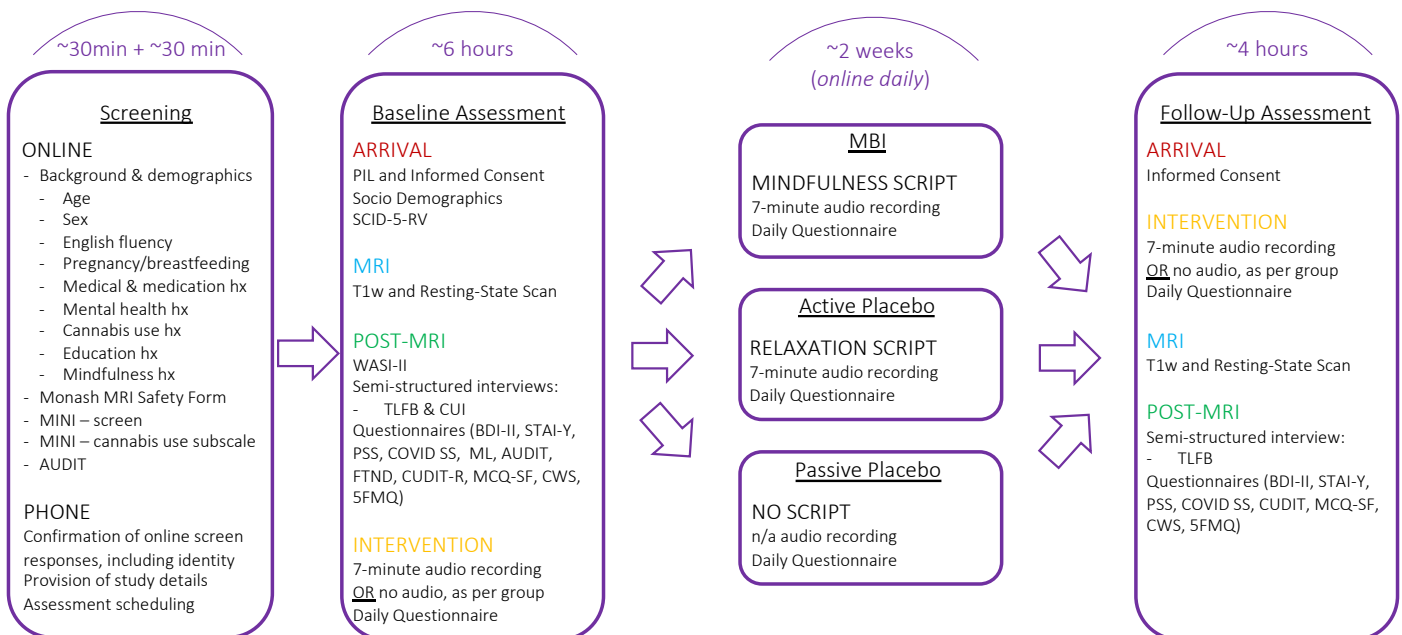 ~30min + ~30 min
Screening
ONLINE
- Background & demographics
- Age
- Sex
- English fluency
- Pregnancy/breastfeeding
- Medical & medication hx
- Mental health hx
- Cannabis use hx
- Education hx
- Mindfulness hx
- Monash MRI Safety Form
- MINI – screen
- MINI – cannabis use subscale
- AUDIT
PHONE
Confirmation of online screen
responses, including identity
Provision of study details
Assessment scheduling
~6 hours
Baseline Assessment
ARRIVAL
PIL and Informed Consent
Socio Demographics
SCID-5-RV
MRI
T1w and Resting-State Scan
POST-MRI
WASI-II
Semi-structured interviews:
- TLFB & CUI
Questionnaires (BDI-II, STAI-Y,
PSS, COVID SS, ML, AUDIT,
FTND, CUDIT-R, MCQ-SF, CWS,
5FMQ)
INTERVENTION
7-minute audio recording
OR no audio, as per group
Daily Questionnaire
~2 weeks
(online daily)
MBI
MINDFULNESS SCRIPT
7-minute audio recording
Daily Questionnaire
Active Placebo
RELAXATION SCRIPT
7-minute audio recording
Daily Questionnaire
Passive Placebo
NO SCRIPT
n/a audio recording
Daily Questionnaire
~4 hours
Follow-Up Assessment
ARRIVAL
Informed Consent
INTERVENTION
7-minute audio recording
OR no audio, as per group
Daily Questionnaire
MRI
T1w and Resting-State Scan
POST-MRI
Semi-structured interview:
- TLFB
Questionnaires (BDI-II, STAI-Y,
PSS, COVID SS, CUDIT, MCQ-SF,
CWS, 5FMQ)